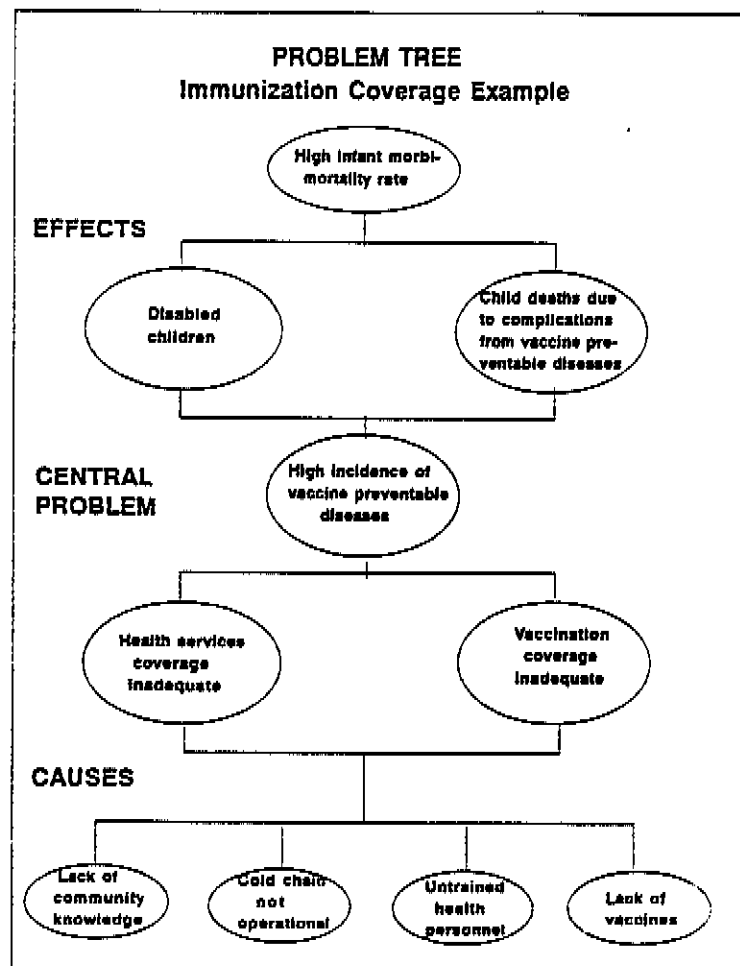 PROBLEM TREE
Immunization Coverage Example
High infant morbi-
mortality rate
EFFECTS
Disabled
children
Child deaths due
to complications
from vaccine pre-
ventable diseases
CENTRAL
PROBLEM
High incidence of
vaccine preventable
diseases
Health services
coverage
inadequate
Vaccination
coverage
inadequate
CAUSES
Lack of
community
knowledge
Cold chain
not
operational
Untrained
health
personnel
Lack of
vaccines